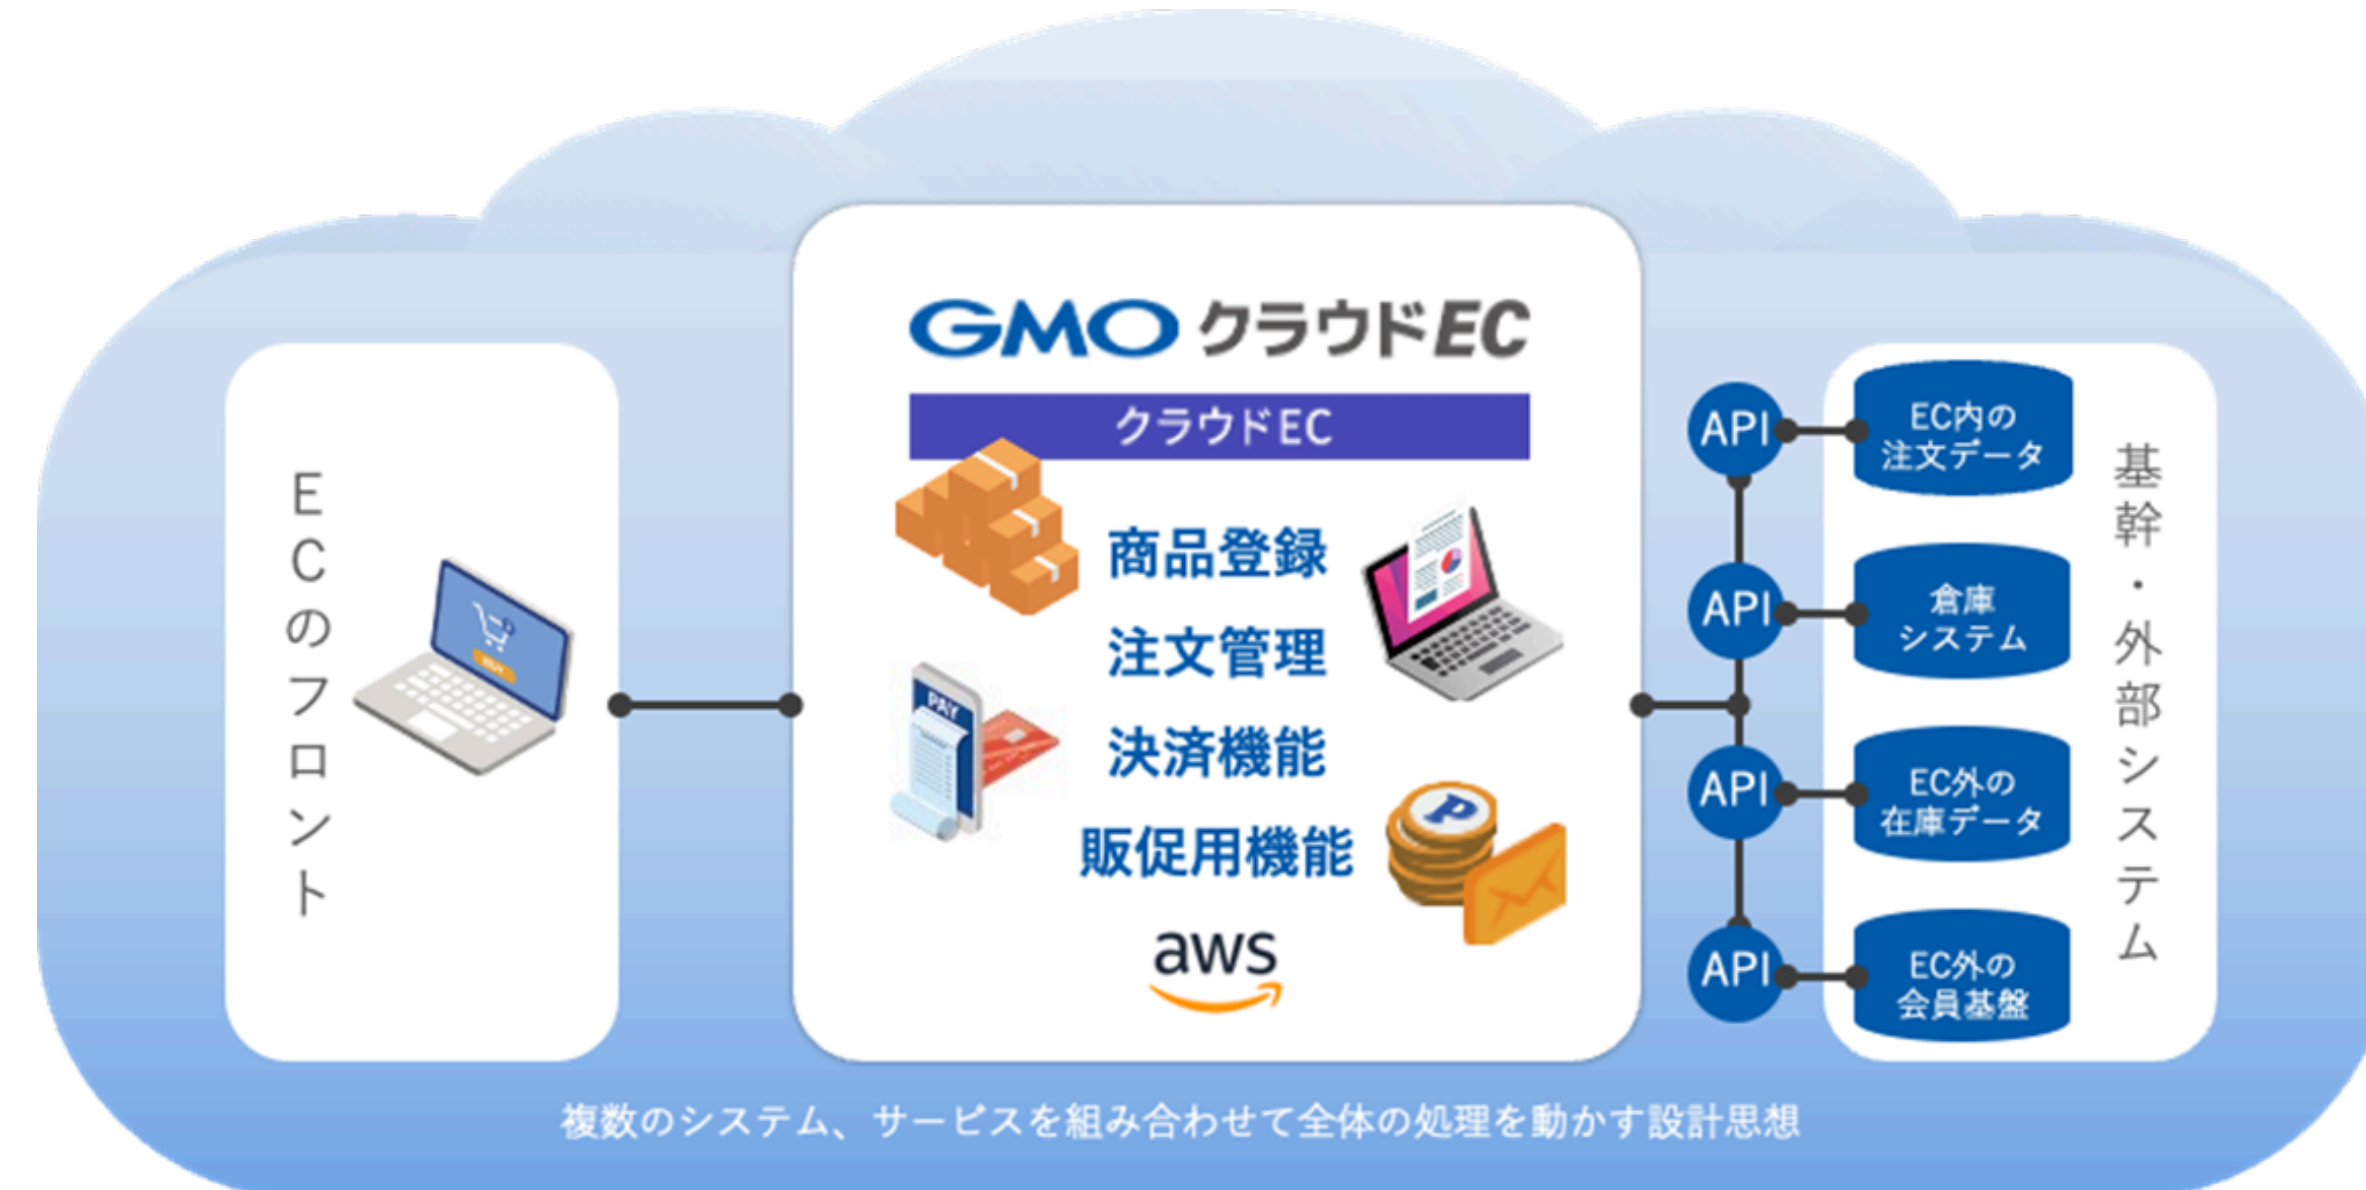 GMO クラウドEC
クラウドEC
ECのフロント
BUY
商品登録
注文管理
決済機能
販促用機能
PAY
P
aws
API
EC内の
注文データ
API
倉庫
システム
API
EC外の
在庫データ
API
EC外の
会員基盤
基幹・外部システム
複数のシステム、サービスを組み合わせて全体の処理を動かす設計思想